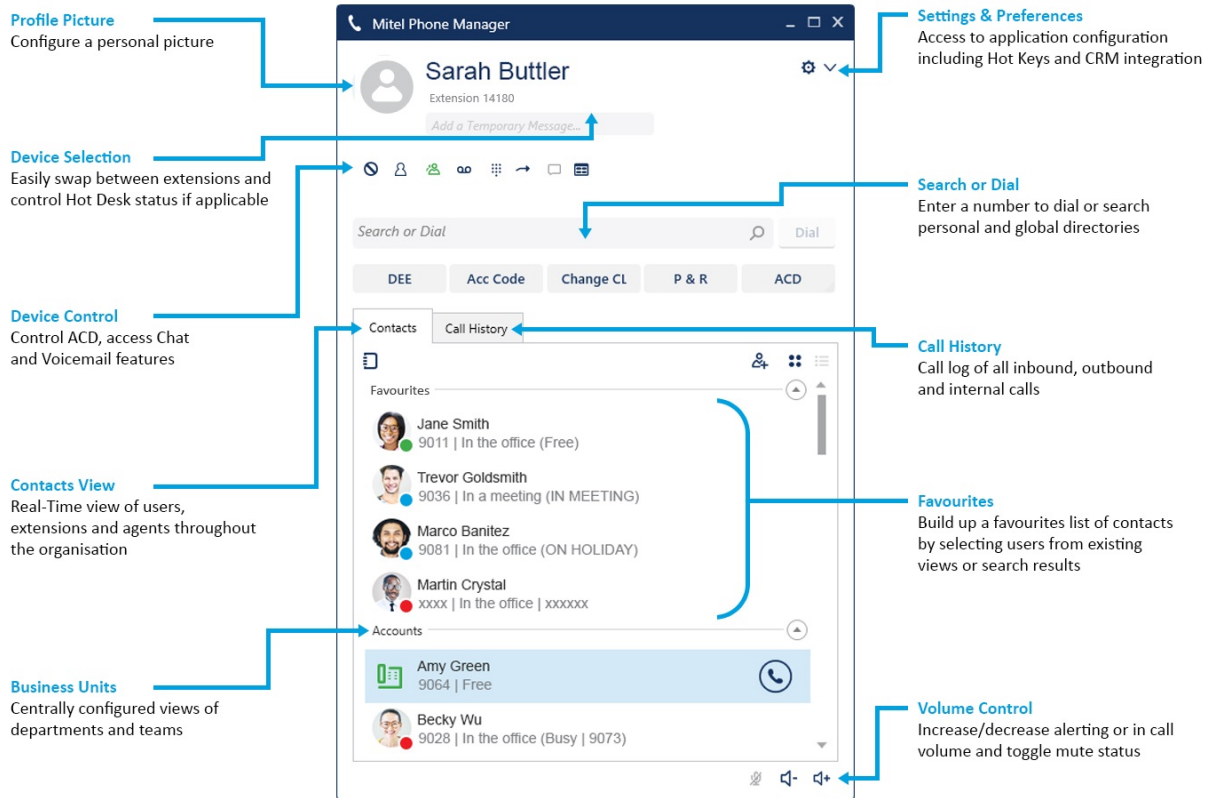 Profile Picture
Configure a personal picture
Device Selection
Easily swap between extensions and
control Hot Desk status if applicable
Device Control
Control ACD, access Chat
and Voicemail features
Contacts View
Real-Time view of users,
extensions and agents throughout
the organisation
Business Units
Centrally configured views of
departments and teams
Mitel Phone Manager
Sarah Buttler
Extension 14180
Add a Temporary Message...
Search or Dial
Dial
DEE
Acc Code
Change CL
P & R
ACD
Contacts
Call History
Favourites
Jane Smith
9011 | In the office (Free)
Trevor Goldsmith
9036 | In a meeting (IN MEETING)
Marco Banitez
9081 | In the office (ON HOLIDAY)
Martin Crystal
xxxx | In the office | xxxxxx
Accounts
Amy Green
9064 | Free
Becky Wu
9028 | In the office (Busy | 9073)
Settings & Preferences
Access to application configuration
including Hot Keys and CRM integration
Search or Dial
Enter a number to dial or search
personal and global directories
Call History
Call log of all inbound, outbound
and internal calls
Favourites
Build up a favourites list of contacts
by selecting users from existing
views or search results
Volume Control
Increase/decrease alerting or in call
volume and toggle mute status